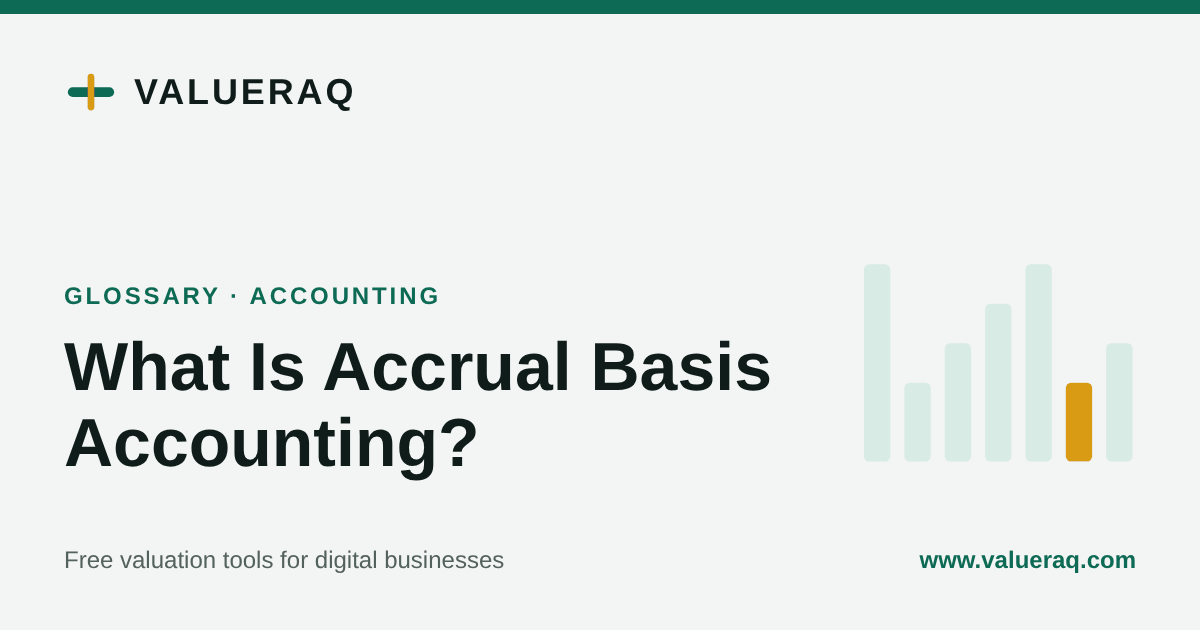 VALUERAQ
GLOSSARY · ACCOUNTING
What Is Accrual Basis
Accounting?
Free valuation tools for digital businesses
www.valueraq.com